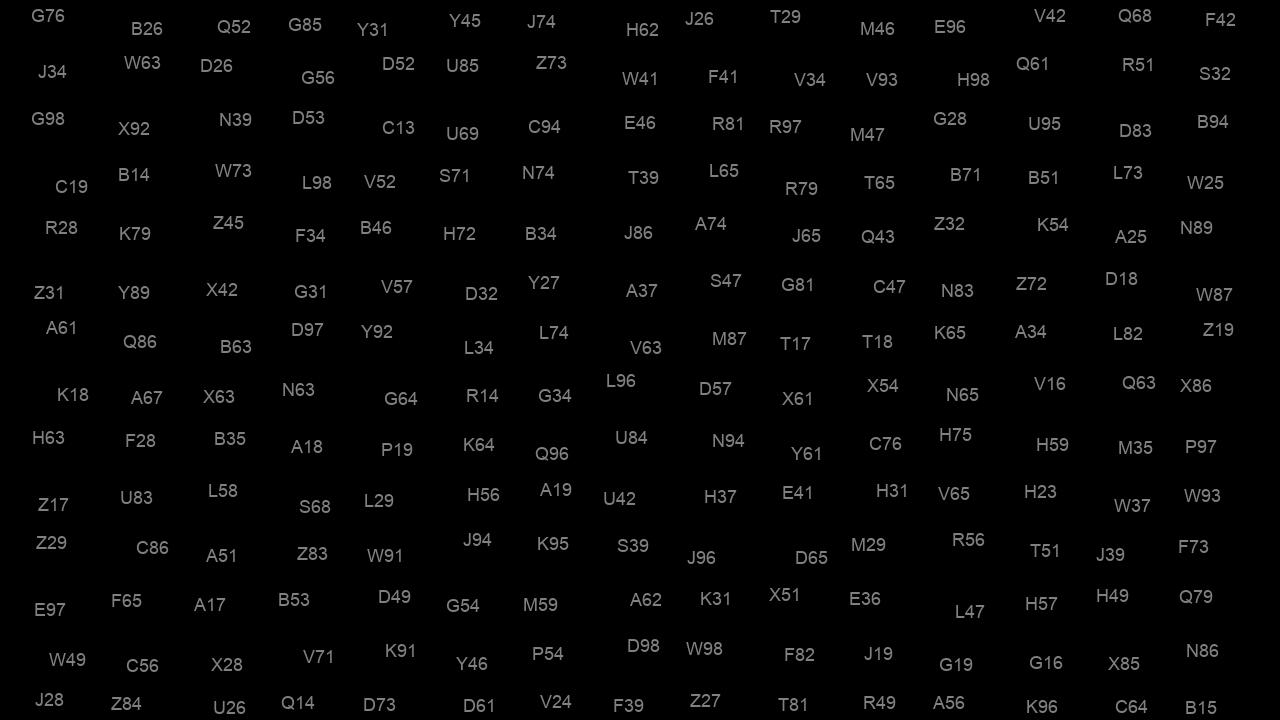 G76 B26 Q52 G85 Y31 Y45 J74 H62 J26 T29 M46 E96 V42 Q68 F42
J34 W63 D26 G56 D52 U85 Z73 W41 F41 V34 V93 H98 Q61 R51 S32
G98 X92 N39 D53 C13 U69 C94 E46 R81 R97 M47 G28 U95 D83 B94
C19 B14 W73 L98 V52 S71 N74 T39 L65 R79 T65 B71 B51 L73 W25
R28 K79 Z45 F34 B46 H72 B34 J86 A74 J65 Q43 Z32 K54 A25 N89
Z31 Y89 X42 G31 V57 D32 Y27 A37 S47 G81 C47 N83 Z72 D18 W87
A61 Q86 B63 D97 Y92 L34 L74 V63 M87 T17 T18 K65 A34 L82 Z19
K18 A67 X63 N63 G64 R14 G34 L96 D57 X61 X54 N65 V16 Q63 X86
H63 F28 B35 A18 P19 K64 Q96 U84 N94 Y61 C76 H75 H59 M35 P97
Z17 U83 L58 S68 L29 H56 A19 U42 H37 E41 H31 V65 H23 W37 W93
Z29 C86 A51 Z83 W91 J94 K95 S39 J96 D65 M29 R56 T51 J39 F73
E97 F65 A17 B53 D49 G54 M59 A62 K31 X51 E36 L47 H57 H49 Q79
W49 C56 X28 V71 K91 Y46 P54 D98 W98 F82 J19 G19 G16 X85 N86
J28 Z84 U26 Q14 D73 D61 V24 F39 Z27 T81 R49 A56 K96 C64 B15